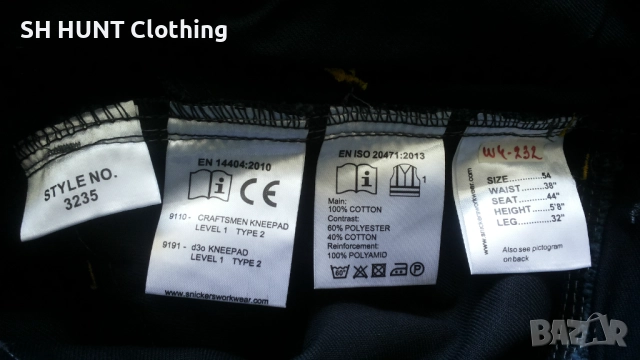 SH HUNT Clothing
STYLE NO.
3235
EN 14404:2010
i
CE
9110- CRAFTSMEN KNEEPAD
LEVEL 1 TYPE 2
9191- d3o KNEEPAD
LEVEL 1 TYPE 2
www.snickersworkwear.com
EN ISO 20471:2013
i
1
Main:
100% COTTON
Contrast:
60% POLYESTER
40% COTTON
Reinforcement:
100% POLYAMID
60°
www.snickersworkwear.com
W4-232
SIZE..........54
WAIST........38"
SEAT.........44"
HEIGHT.....5'8"
LEG...........32"
Also see pictogram
on back
BAZAR